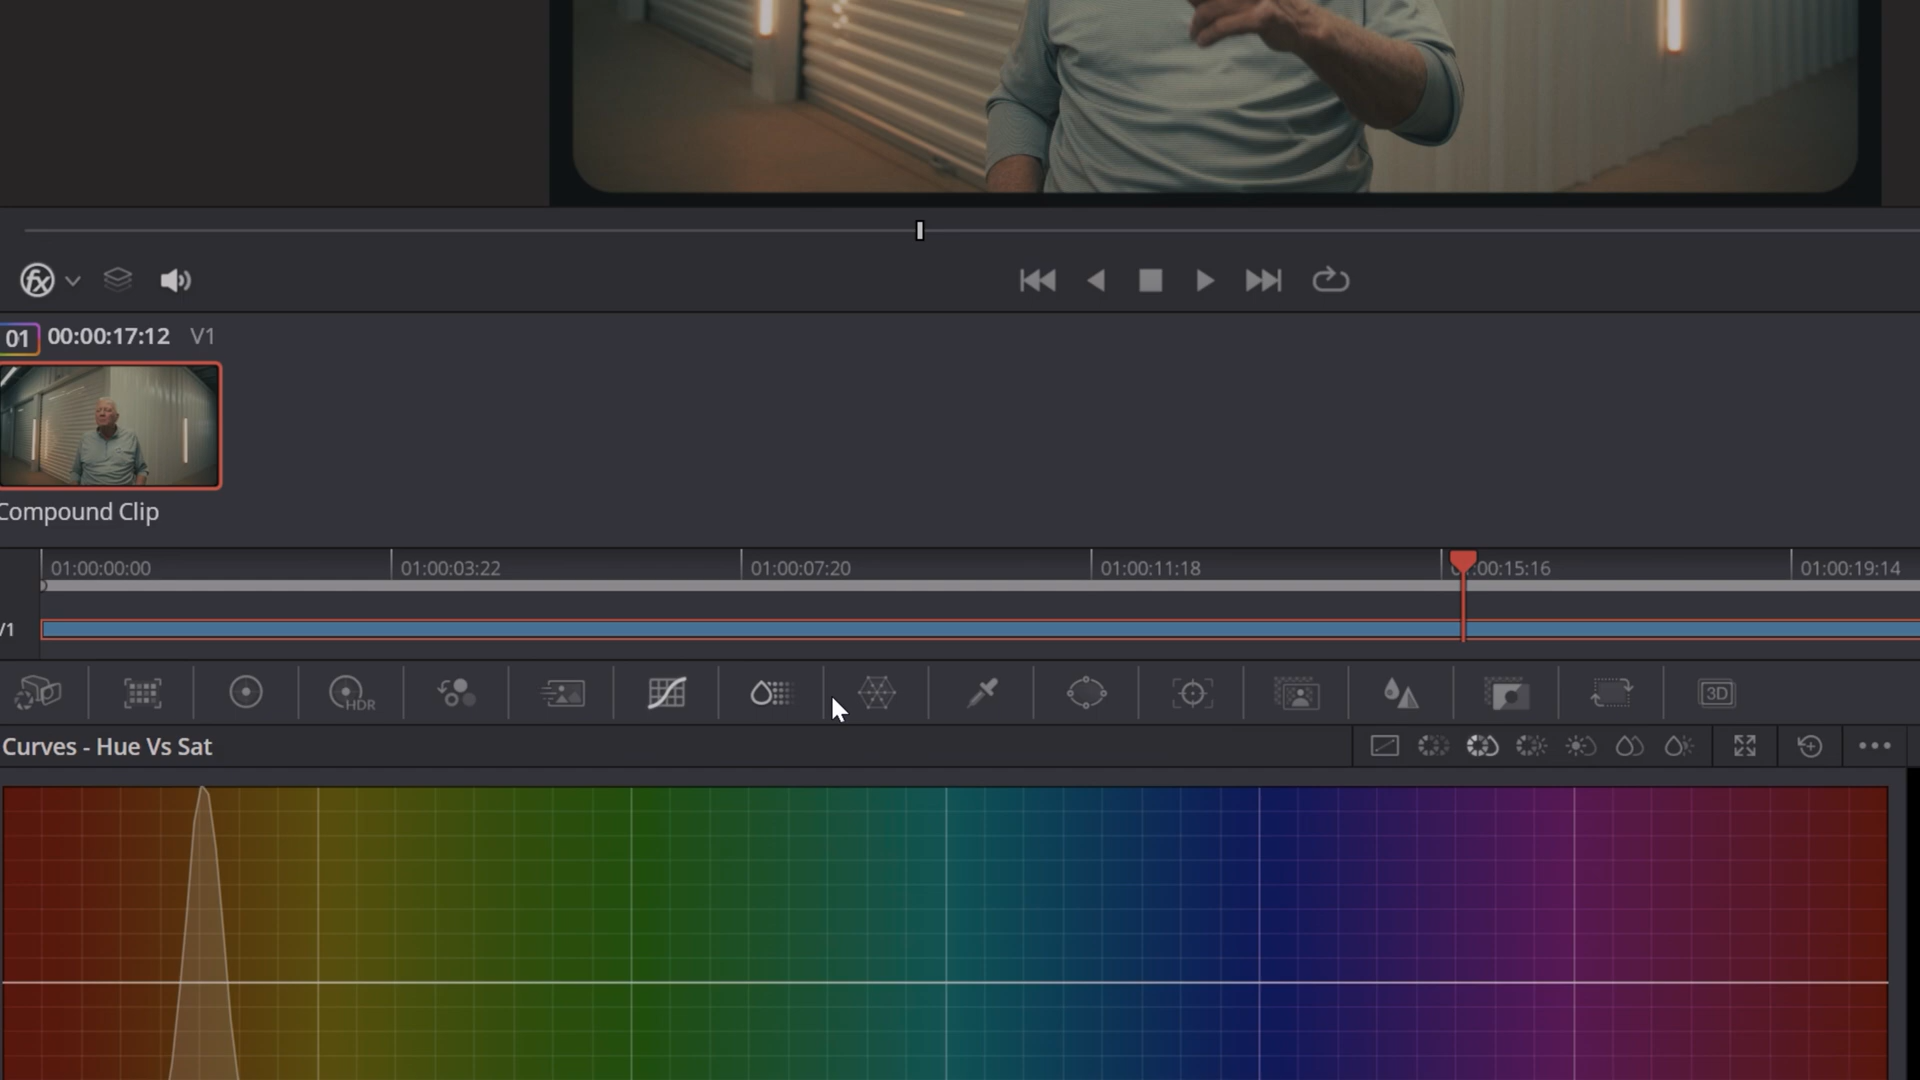 fx
01 00:00:17:12 V1
Compound Clip
01:00:00:00 01:00:03:22 01:00:07:20 01:00:11:18 :00:15:16 01:00:19:14
V1
HDR 3D
Curves - Hue Vs Sat